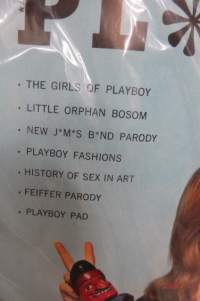 PL*
· THE GIRLS OF PLAYBOY
· LITTLE ORPHAN BOSOM
· NEW J*M*S B*ND PARODY
· PLAYBOY FASHIONS
· HISTORY OF SEX IN ART
· FEIFFER PARODY
· PLAYBOY PAD